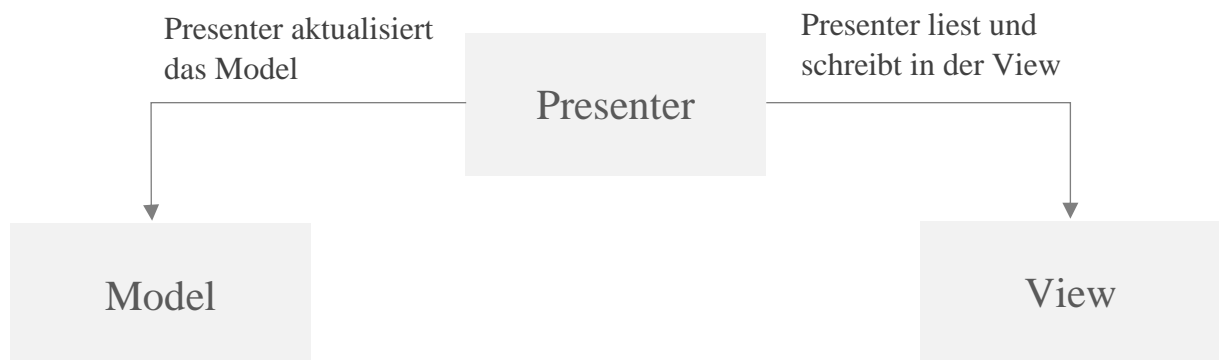 Presenter aktualisiert
das Model
Presenter liest und
schreibt in der View
Presenter
Model
View